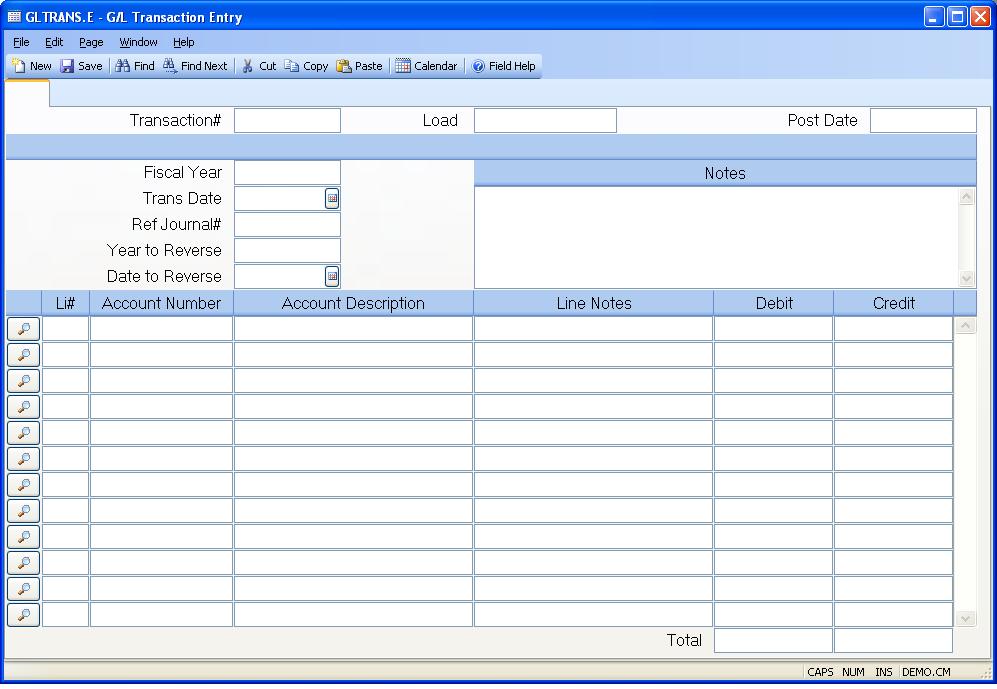 GLTRANS.E - G/L Transaction Entry
File Edit Page Window Help
New Save Find Find Next Cut Copy Paste Calendar Field Help
Transaction# Load Post Date
Fiscal Year Notes
Trans Date
Ref Journal#
Year to Reverse
Date to Reverse
Li# Account Number Account Description Line Notes Debit Credit
Total
CAPS NUM INS DEMO.CM